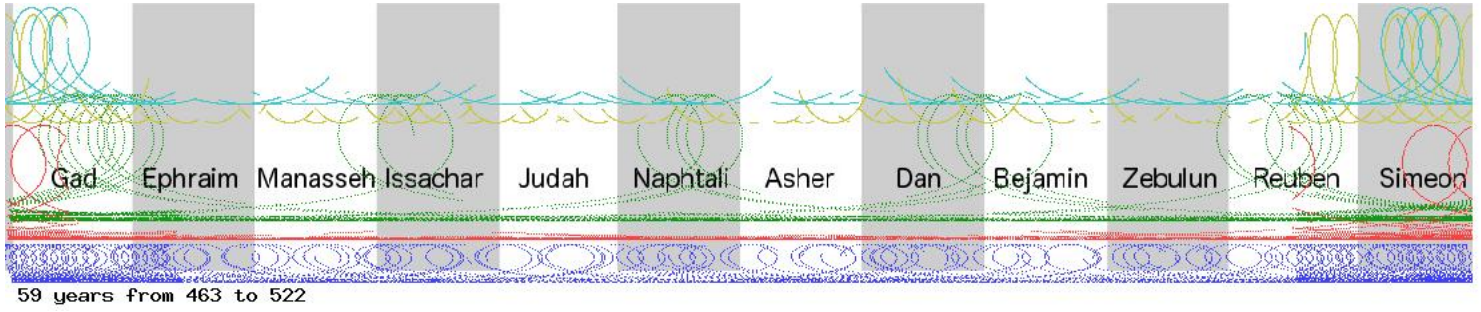 Gad Ephraim Manasseh Issachar Judah Naphtali Asher Dan Bejamin Zebulun Reuben Simeon
59 years from 463 to 522